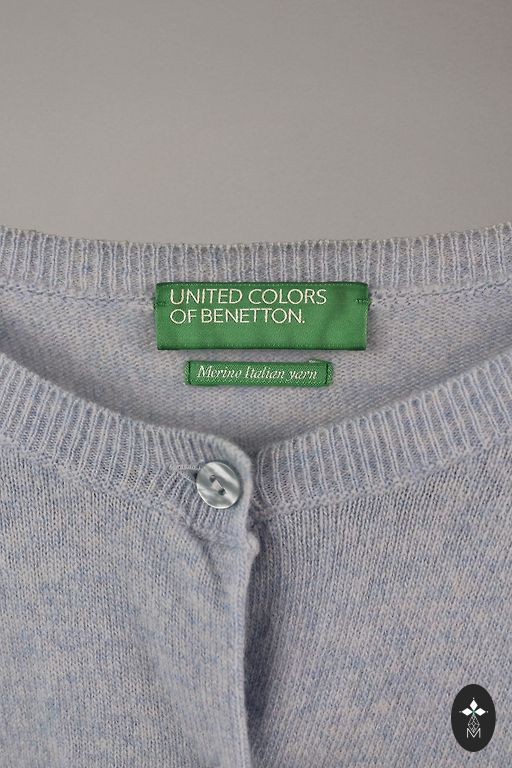 UNITED COLORS
OF BENETTON.
Merino Italian yarn
M